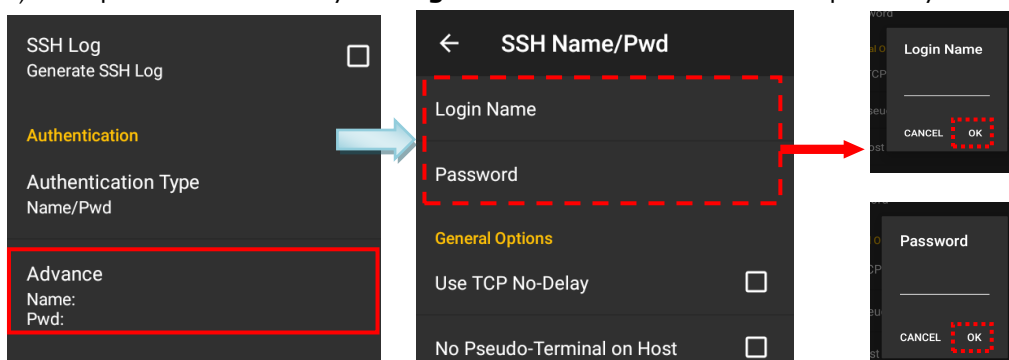 SSH Log
Generate SSH Log
Authentication
Authentication Type
Name/Pwd
Advance
Name:
Pwd:
SSH Name/Pwd
Login Name
Password
General Options
Use TCP No-Delay
No Pseudo-Terminal on Host
Login Name
CANCEL OK
Password
CANCEL OK